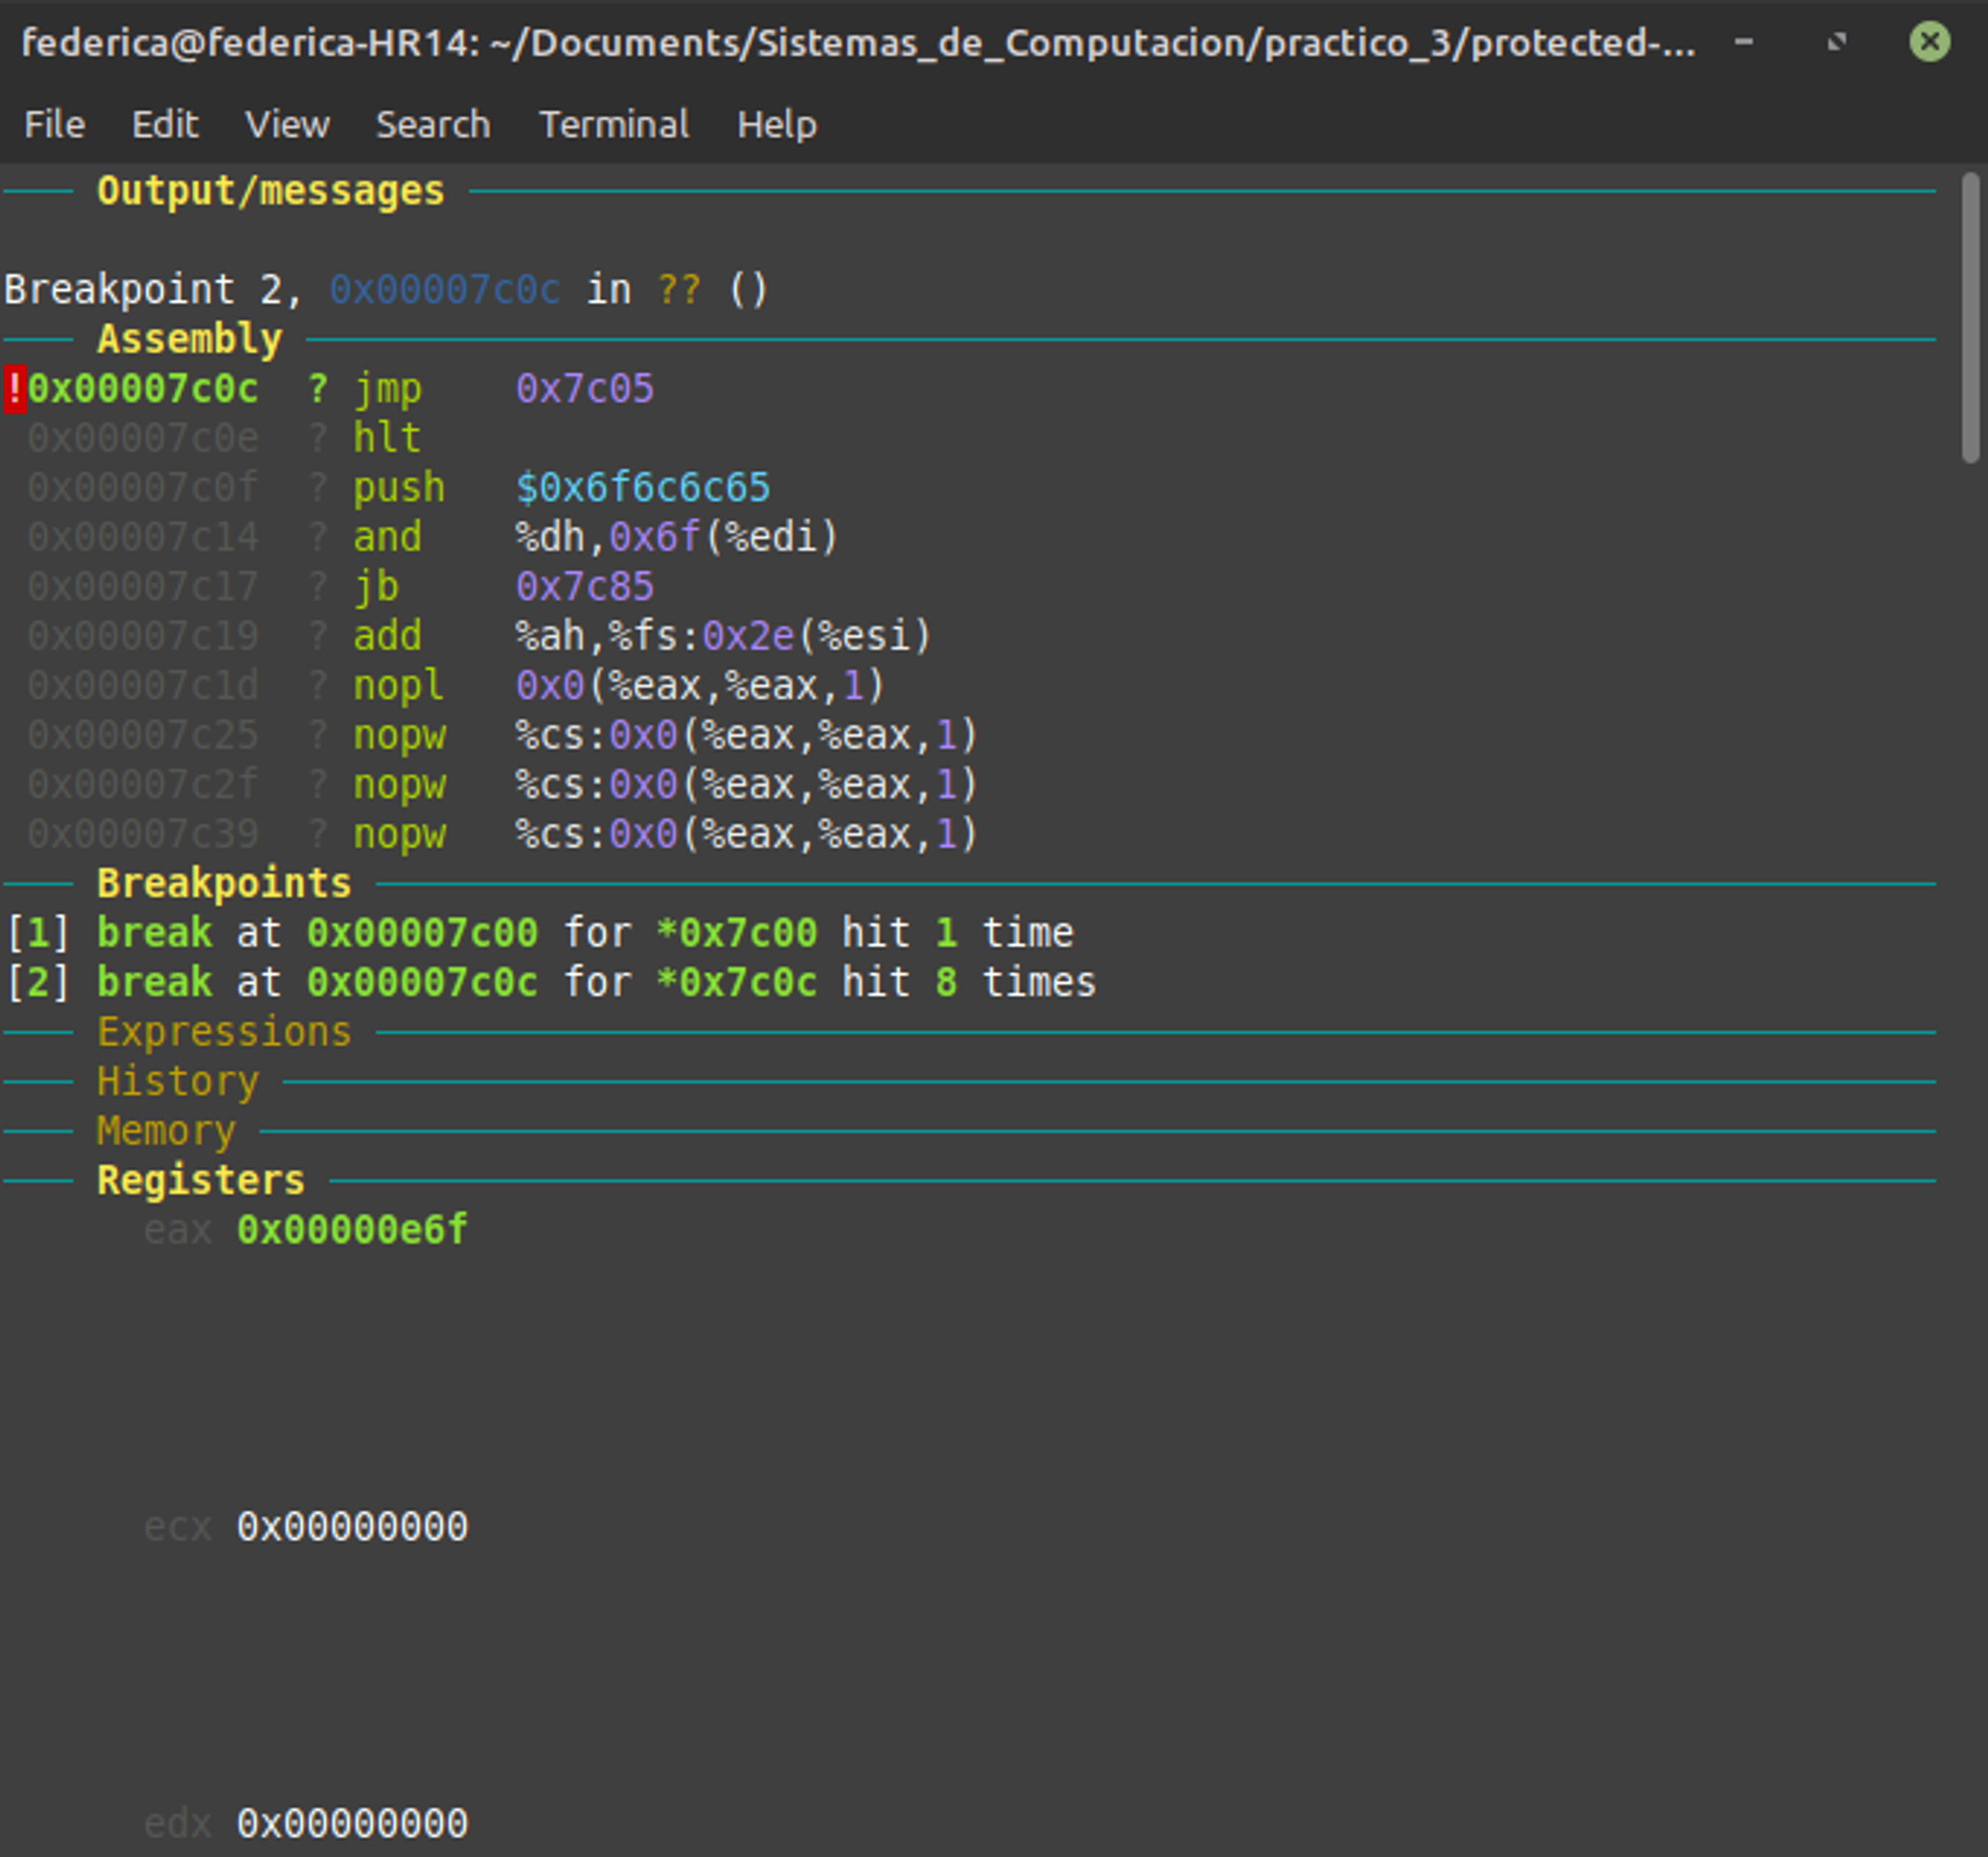 federica@federica-HR14: ~/Documents/Sistemas_de_Computacion/practico_3/protected-...
File Edit View Search Terminal Help
Output/messages
Breakpoint 2, 0x00007c0c in ?? ()
Assembly
!0x00007c0c ? jmp 0x7c05
0x00007c0e ? hlt
0x00007c0f ? push $0x6f6c6c65
0x00007c14 ? and %dh,0x6f(%edi)
0x00007c17 ? jb 0x7c85
0x00007c19 ? add %ah,%fs:0x2e(%esi)
0x00007c1d ? nopl 0x0(%eax,%eax,1)
0x00007c25 ? nopw %cs:0x0(%eax,%eax,1)
0x00007c2f ? nopw %cs:0x0(%eax,%eax,1)
0x00007c39 ? nopw %cs:0x0(%eax,%eax,1)
Breakpoints
[1] break at 0x00007c00 for *0x7c00 hit 1 time
[2] break at 0x00007c0c for *0x7c0c hit 8 times
Expressions
History
Memory
Registers
eax 0x00000e6f
ecx 0x00000000
edx 0x00000000